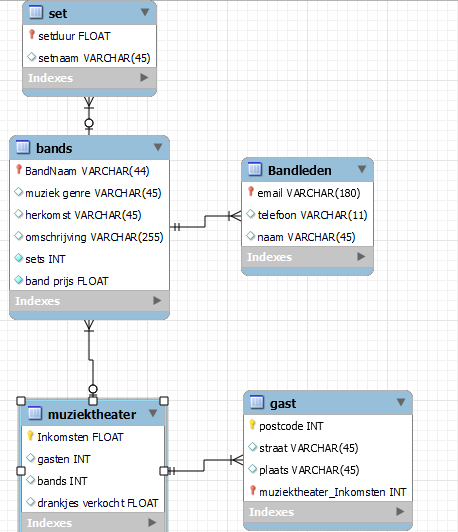 set
setduur FLOAT
setnaam VARCHAR(45)
Indexes
bands
BandNaam VARCHAR(44)
muziek genre VARCHAR(45)
herkomst VARCHAR(45)
omschrijving VARCHAR(255)
sets INT
band prijs FLOAT
Indexes
Bandleden
email VARCHAR(180)
telefoon VARCHAR(11)
naam VARCHAR(45)
Indexes
muziektheater
Inkomsten FLOAT
gasten INT
bands INT
drankjes verkocht FLOAT
Indexes
gast
postcode INT
straat VARCHAR(45)
plaats VARCHAR(45)
muziektheater_Inkomsten INT
Indexes